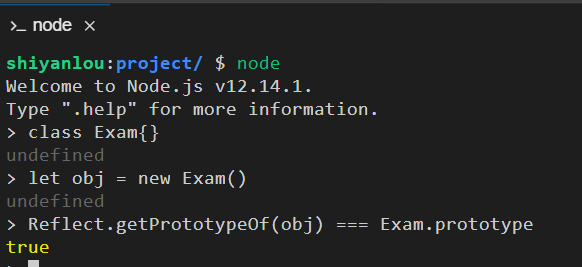 >_ node ×
shiyanlou:project/ $ node
Welcome to Node.js v12.14.1.
Type ".help" for more information.
> class Exam{}
undefined
> let obj = new Exam()
undefined
> Reflect.getPrototypeOf(obj) === Exam.prototype
true
>